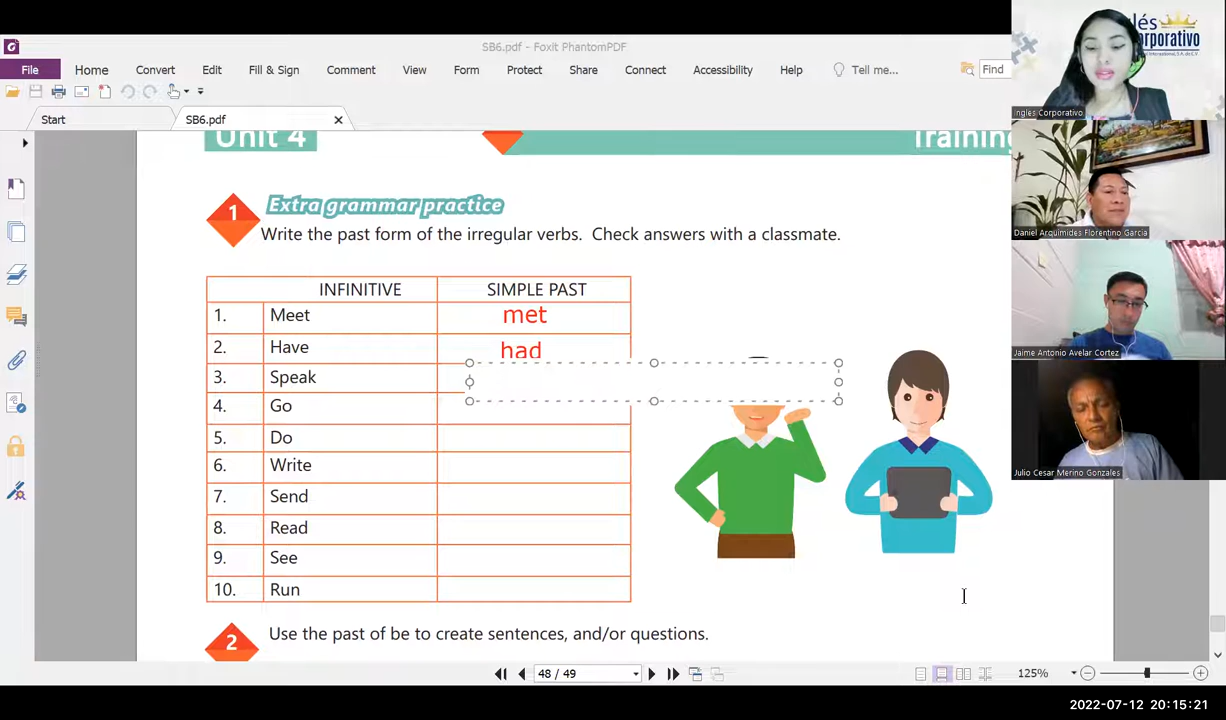 SB6.pdf - Foxit PhantomPDF
File Home Convert Edit Fill & Sign Comment View Form Protect Share Connect Accessibility Help Tell me... Find
Start SB6.pdf
Unit 4
Training
1 Extra grammar practice
Write the past form of the irregular verbs. Check answers with a classmate.
INFINITIVE SIMPLE PAST
1. Meet met
2. Have had
3. Speak
4. Go
5. Do
6. Write
7. Send
8. Read
9. See
10. Run
2 Use the past of be to create sentences, and/or questions.
48 / 49
125%
Corporativo
Ingles Corporativo
Daniel Arquimides Florentino Garcia
Jaime Antonio Avelar Cortez
Julio Cesar Merino Gonzales
2022-07-12 20:15:21